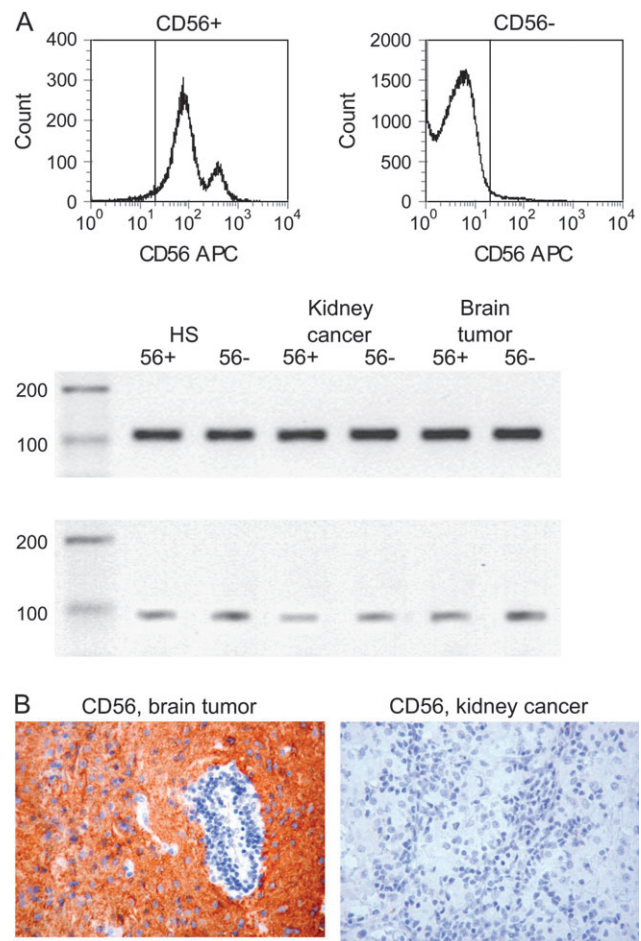 A
CD56+
CD56-
400
300
200
100
0
Count
10^0 10^1 10^2 10^3 10^4
CD56 APC
2000
1500
1000
500
0
Count
10^0 10^1 10^2 10^3 10^4
CD56 APC
HS
Kidney
cancer
Brain
tumor
56+ 56- 56+ 56- 56+ 56-
200
100
200
100
B
CD56, brain tumor
CD56, kidney cancer